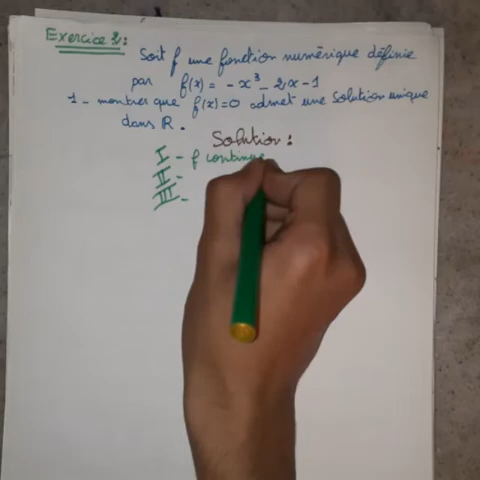 Exercice 2:
Soit f une fonction numérique définie
par f(x) = -x³ - 2x - 1
1 - montrer que f(x)=0 admet une solution unique
dans R.
Solution :
I - f continue
II -
III -